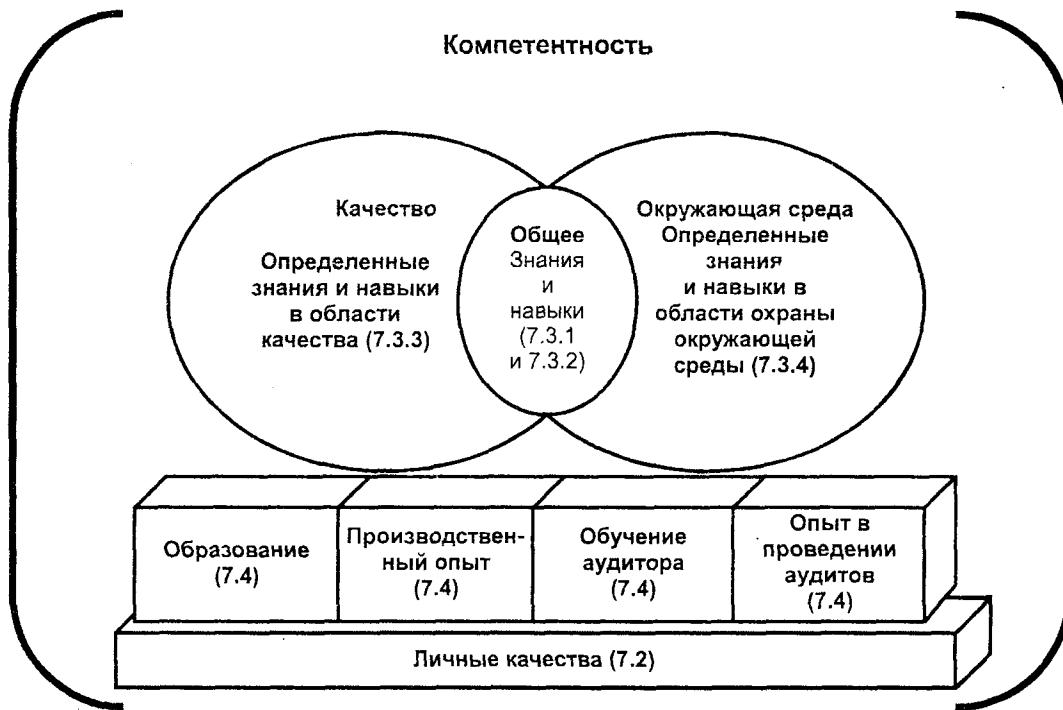 Компетентность
Качество
Определенные
знания и навыки
в области
качества (7.3.3)
Общее
Знания
и
навыки
(7.3.1
и 7.3.2)
Окружающая среда
Определенные
знания
и навыки в
области охраны
окружающей
среды (7.3.4)
Образование
(7.4)
Производствен-
ный опыт
(7.4)
Обучение
аудитора
(7.4)
Опыт в
проведении
аудитов
(7.4)
Личные качества (7.2)